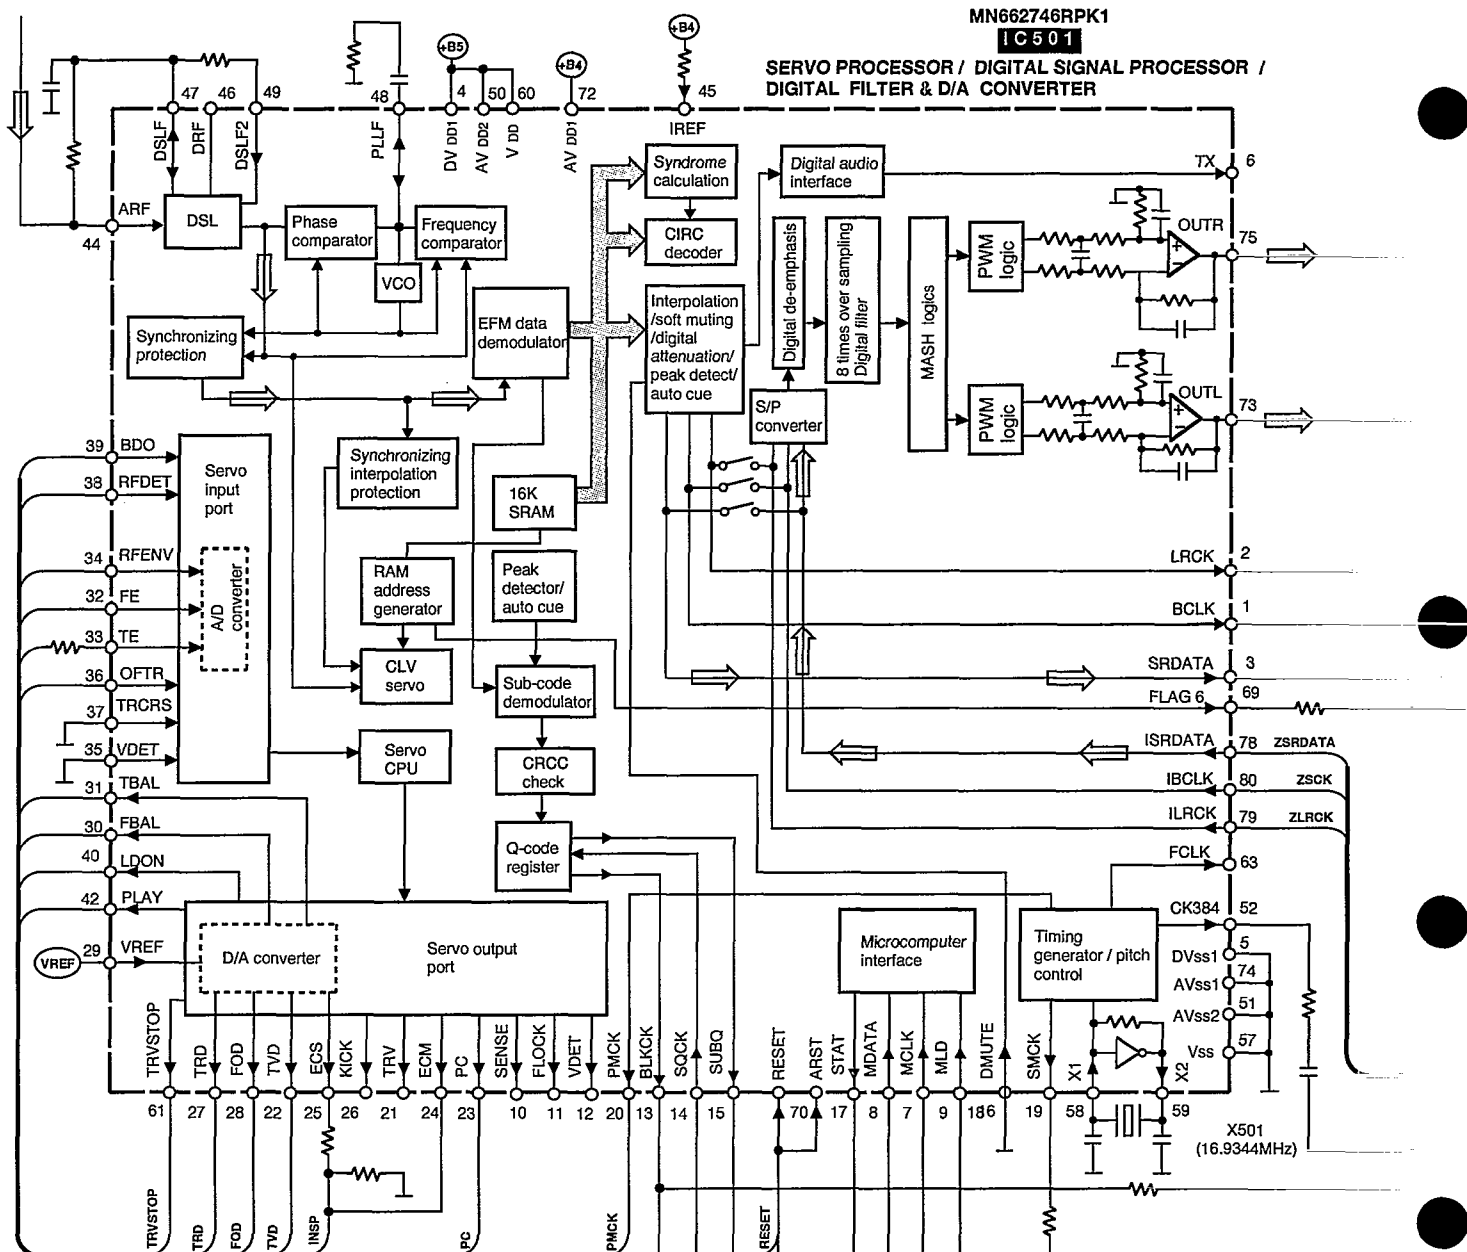 MN662746RPK1
IC501
SERVO PROCESSOR / DIGITAL SIGNAL PROCESSOR /
DIGITAL FILTER & D/A CONVERTER
+B5
+B4
+B4
47
46
49
48
4
50
60
72
45
DSLF
DRF
DSLF2
PLLF
DV DD1
AV DD2
V DD
AV DD1
IREF
ARF
44
DSL
Phase
comparator
Frequency
comparator
VCO
Synchronizing
protection
EFM data
demodulator
Syndrome
calculation
CIRC
decoder
Digital audio
interface
TX
6
Interpolation
/soft muting
/digital
attenuation/
peak detect/
auto cue
Digital de-emphasis
8 times over sampling
Digital filter
MASH logics
PWM
logic
OUTR
75
PWM
logic
OUTL
73
S/P
converter
Synchronizing
interpolation
protection
16K
SRAM
39
BDO
38
RFDET
Servo
input
port
34
RFENV
32
FE
33
TE
A/D
converter
36
OFTR
37
TRCRS
35
VDET
31
TBAL
30
FBAL
40
LDON
42
PLAY
VREF
29
VREF
RAM
address
generator
Peak
detector/
auto cue
CLV
servo
Sub-code
demodulator
Servo
CPU
CRCC
check
Q-code
register
LRCK
2
BCLK
1
SRDATA
3
FLAG 6
69
ISRDATA
78
ZSRDATA
IBCLK
80
ZSCK
ILRCK
79
ZLRCK
FCLK
63
CK384
52
5
DVss1
74
AVss1
51
AVss2
57
Vss
D/A converter
Servo output
port
Microcomputer
interface
Timing
generator / pitch
control
TRVSTOP
TRD
FOD
TVD
ECS
KICK
TRV
ECM
PC
SENSE
FLOCK
VDET
PMCK
BLKCK
SQCK
SUBQ
RESET
ARST
STAT
MDATA
MCLK
MLD
DMUTE
SMCK
X1
X2
61
27
28
22
25
26
21
24
23
10
11
12
20
13
14
15
70
17
8
7
9
18
16
19
58
59
X501
(16.9344MHz)
TRVSTOP
TRD
FOD
TVD
INSP
PC
PMCK
RESET